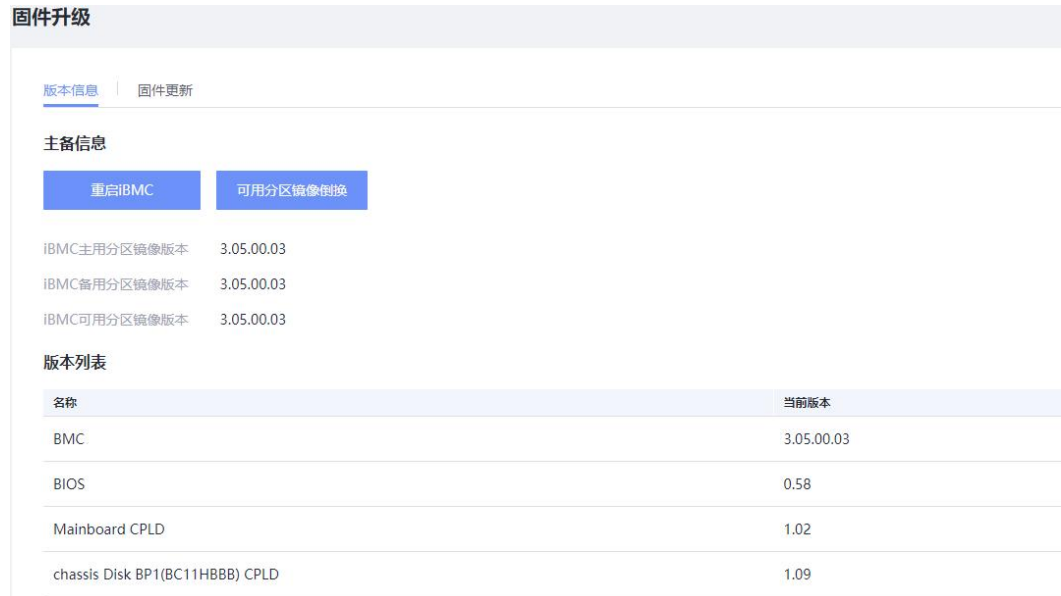 固件升级
版本信息 固件更新
主备信息
重启iBMC 可用分区镜像倒换
iBMC主用分区镜像版本 3.05.00.03
iBMC备用分区镜像版本 3.05.00.03
iBMC可用分区镜像版本 3.05.00.03
版本列表
名称 当前版本
BMC 3.05.00.03
BIOS 0.58
Mainboard CPLD 1.02
chassis Disk BP1(BC11HBBB) CPLD 1.09